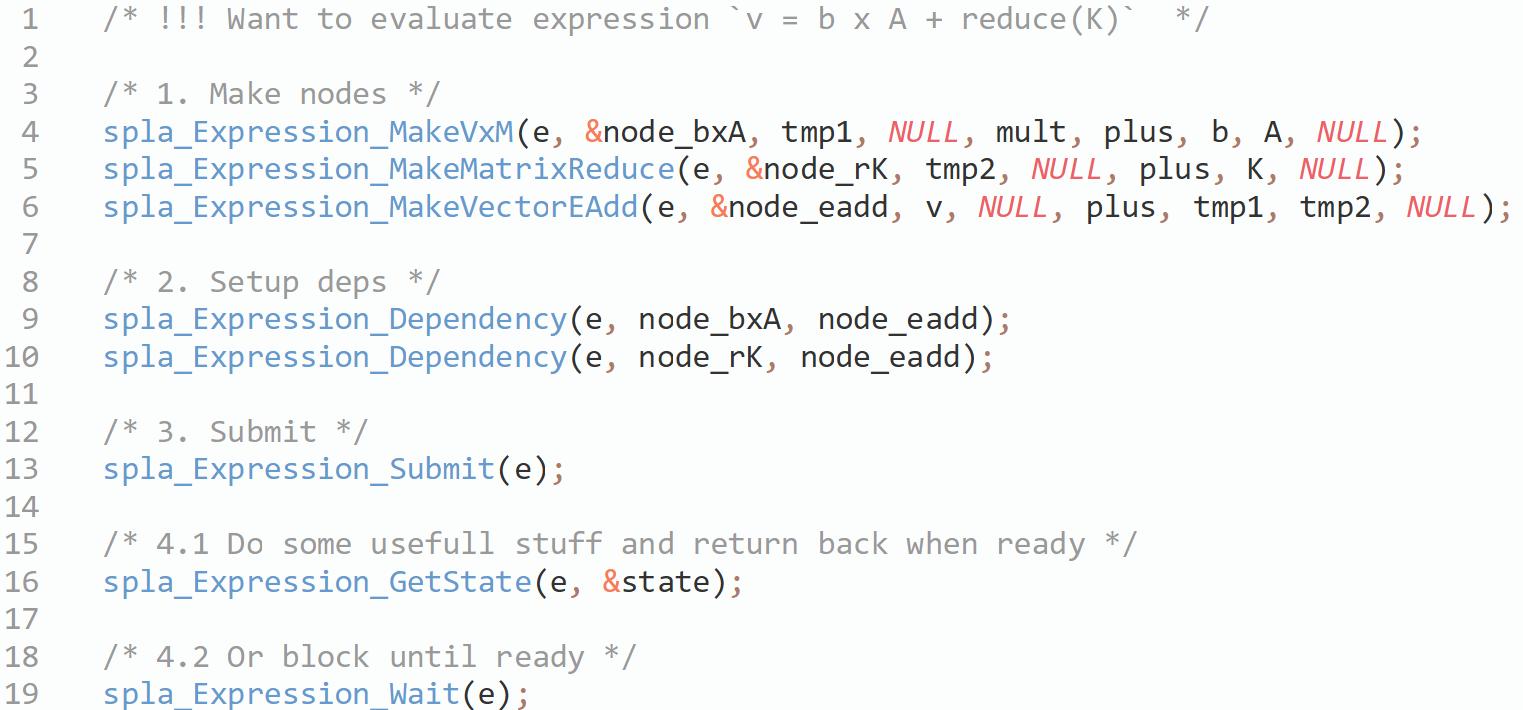 1 /* !!! Want to evaluate expression `v = b x A + reduce(K)` */
2
3 /* 1. Make nodes */
4 spla_Expression_MakeVxM(e, &node_bxA, tmp1, NULL, mult, plus, b, A, NULL);
5 spla_Expression_MakeMatrixReduce(e, &node_rK, tmp2, NULL, plus, K, NULL);
6 spla_Expression_MakeVectorEAdd(e, &node_eadd, v, NULL, plus, tmp1, tmp2, NULL);
7
8 /* 2. Setup deps */
9 spla_Expression_Dependency(e, node_bxA, node_eadd);
10 spla_Expression_Dependency(e, node_rK, node_eadd);
11
12 /* 3. Submit */
13 spla_Expression_Submit(e);
14
15 /* 4.1 Do some usefull stuff and return back when ready */
16 spla_Expression_GetState(e, &state);
17
18 /* 4.2 Or block until ready */
19 spla_Expression_Wait(e);